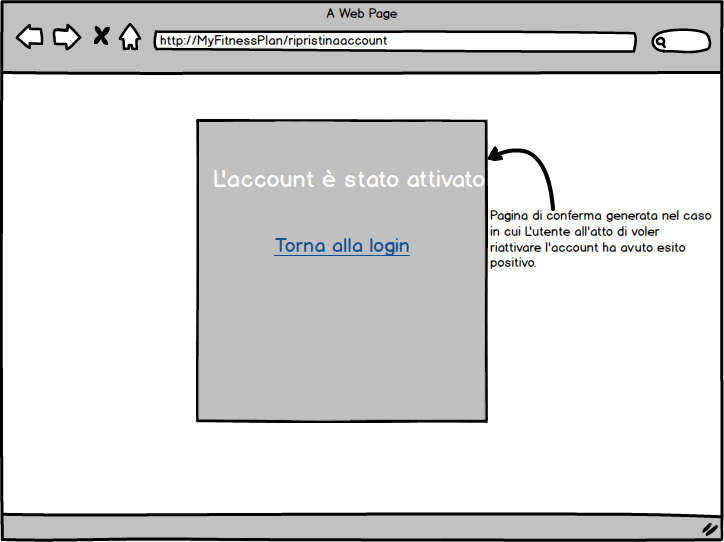 A Web Page
http://MyFitnessPlan/ripristinaaccount
L'account è stato attivato
Torna alla login
Pagina di conferma generata nel caso
in cui L'utente all'atto di voler
riattivare l'account ha avuto esito
positivo.